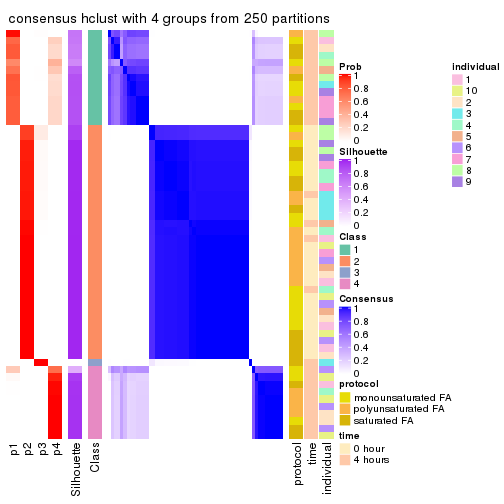 consensus hclust with 4 groups from 250 partitions
p1
p2
p3
p4
Silhouette
Class
protocol
time
individual
Prob
1
0.8
0.6
0.4
0.2
0
Silhouette
1
0.8
0.6
0.4
0.2
0
Class
1
2
3
4
Consensus
1
0.8
0.6
0.4
0.2
0
protocol
monounsaturated FA
polyunsaturated FA
saturated FA
time
0 hour
4 hours
individual
1
10
2
3
4
5
6
7
8
9